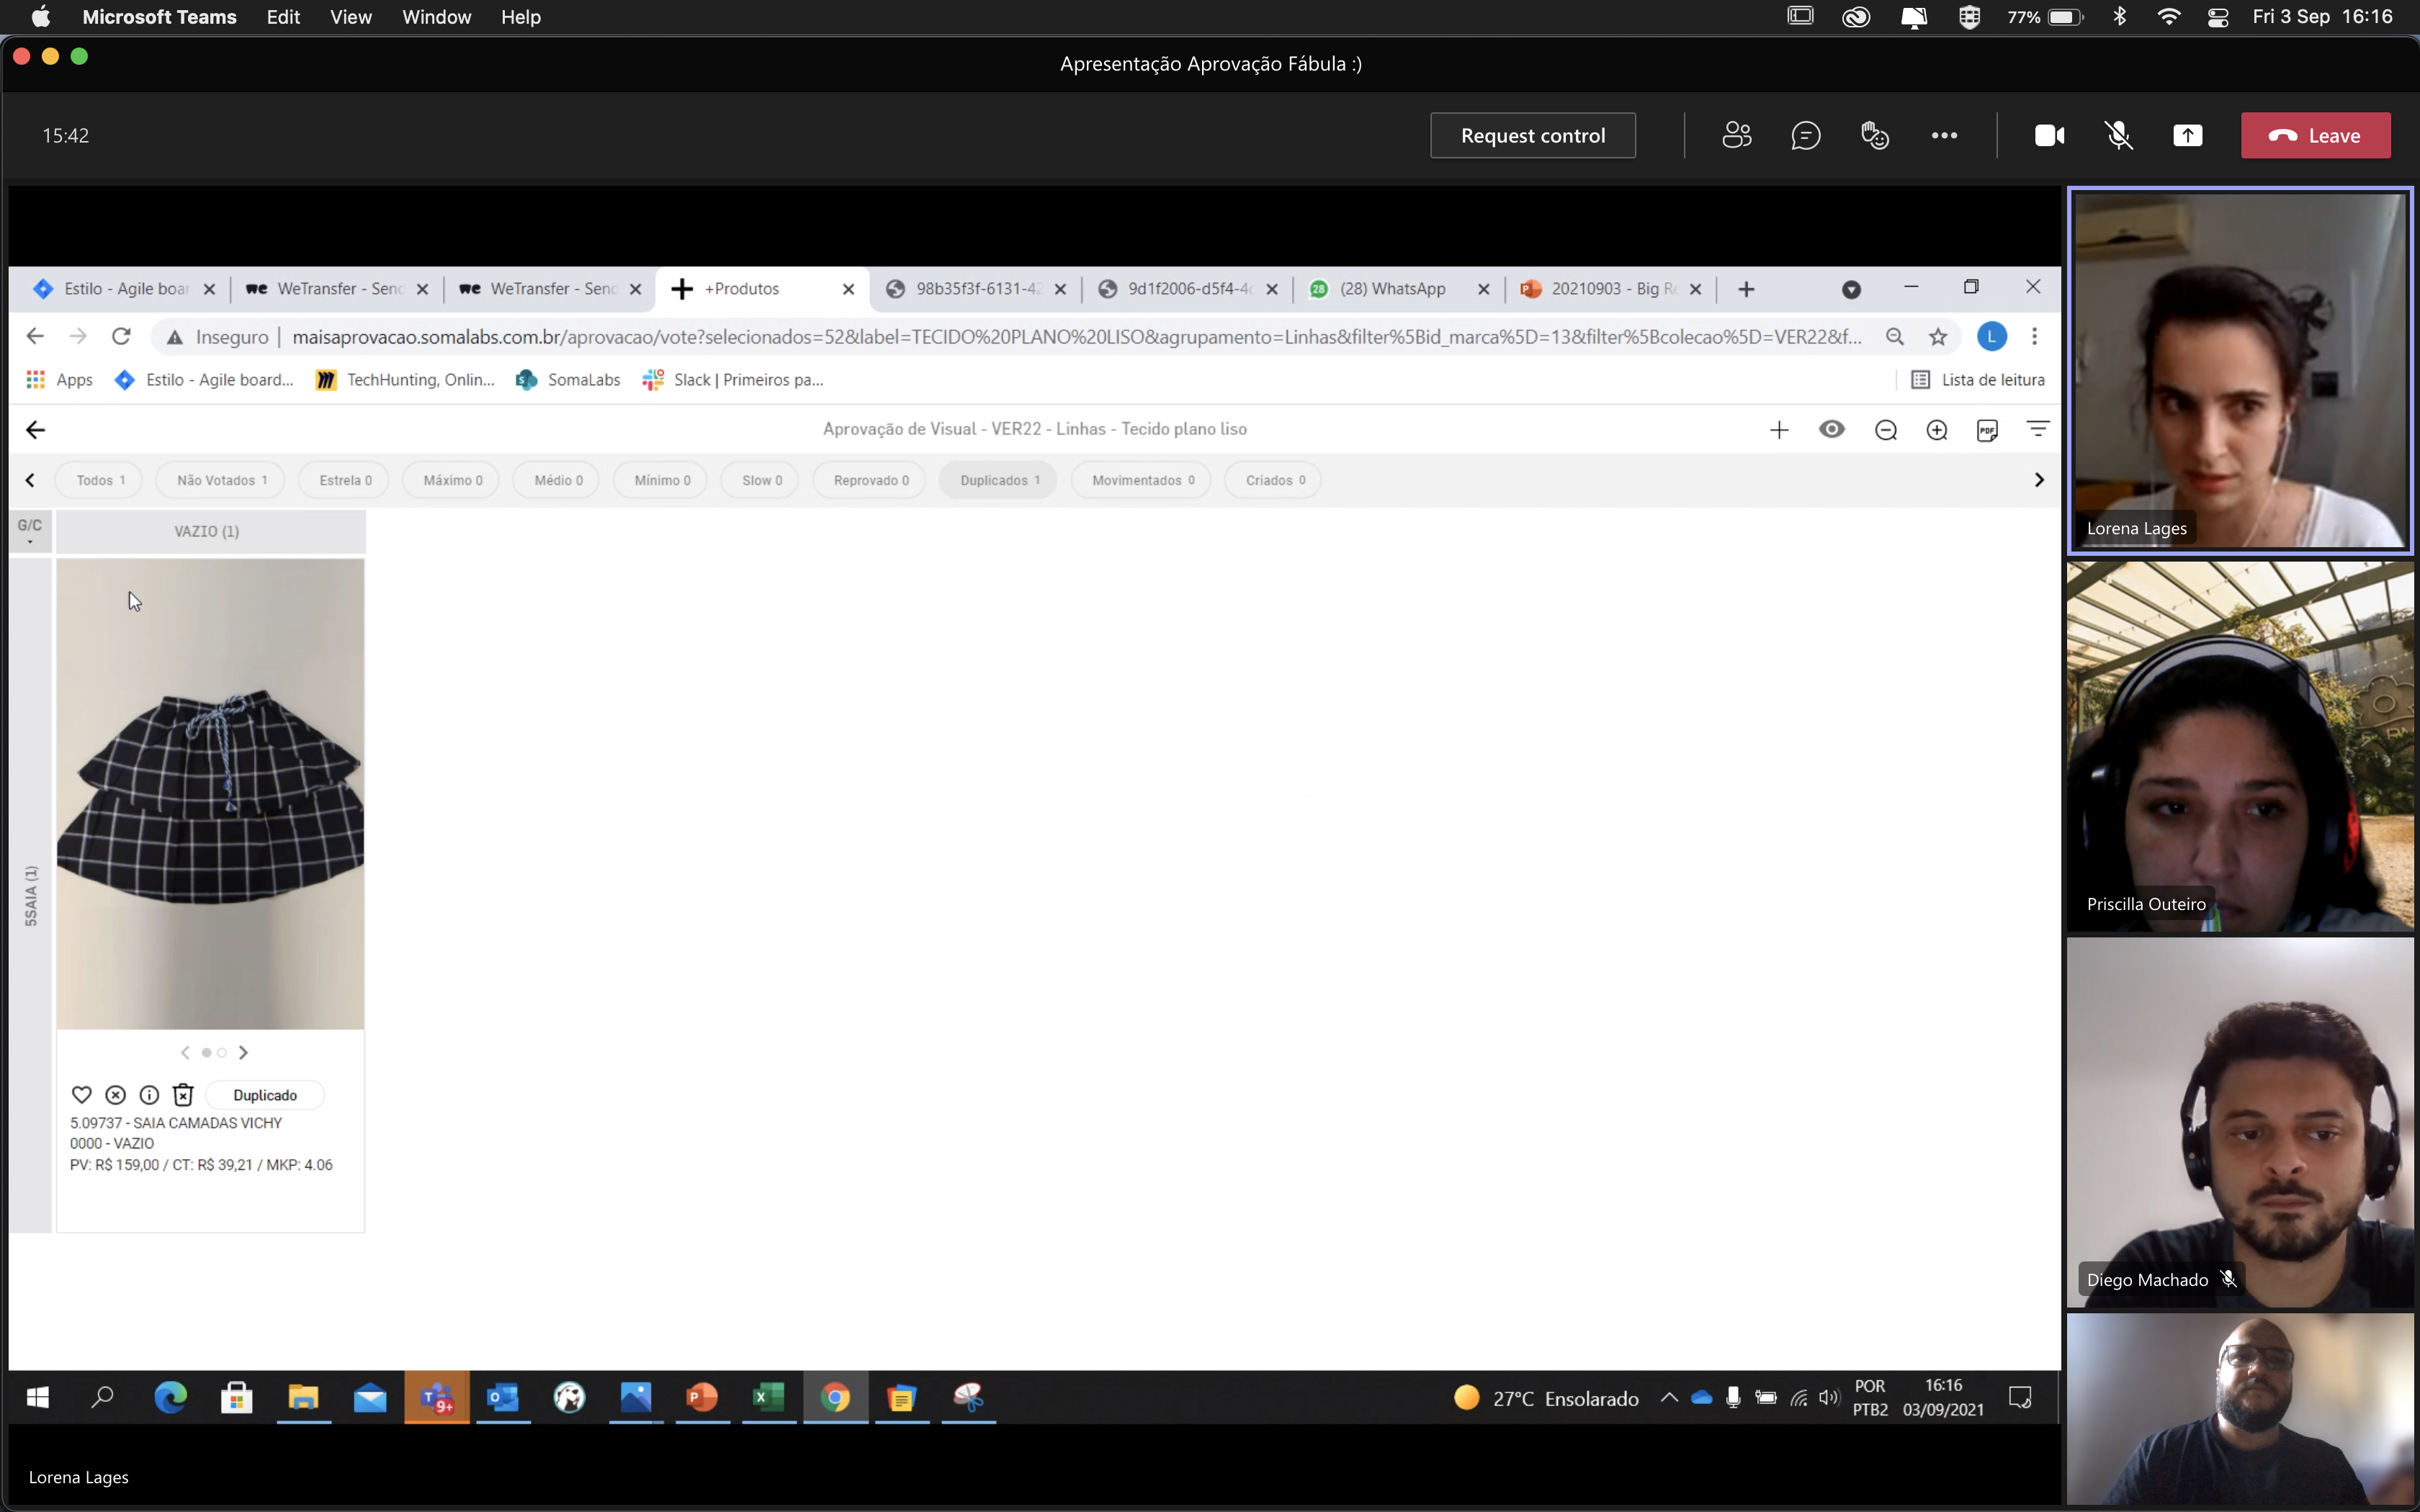 Microsoft Teams Edit View Window Help 77% Fri 3 Sep 16:16
Apresentação Aprovação Fábula :)
15:42 Request control Leave
Estilo - Agile boar WeTransfer - Send WeTransfer - Send +Produtos 98b35f3f-6131-42 9d1f2006-d5f4-4c 28 (28) WhatsApp 20210903 - Big Re
Inseguro | maisaprovacao.somalabs.com.br/aprovacao/vote?selecionados=52&label=TECIDO%20PLANO%20LISO&agrupamento=Linhas&filter%5Bid_marca%5D=13&filter%5Bcolecao%5D=VER22&f... L
Apps Estilo - Agile board... TechHunting, Onlin... SomaLabs Slack | Primeiros pa... Lista de leitura
Aprovação de Visual - VER22 - Linhas - Tecido plano liso PDF
Todos 1 Não Votados 1 Estrela 0 Máximo 0 Médio 0 Mínimo 0 Slow 0 Reprovado 0 Duplicados 1 Movimentados 0 Criados 0
G/C VAZIO (1)
5SAIA (1)
Duplicado
5.09737 - SAIA CAMADAS VICHY
0000 - VAZIO
PV: R$ 159,00 / CT: R$ 39,21 / MKP: 4.06
Lorena Lages
Priscilla Outeiro
Diego Machado
9+ 27°C Ensolarado POR 16:16
PTB2 03/09/2021
Lorena Lages